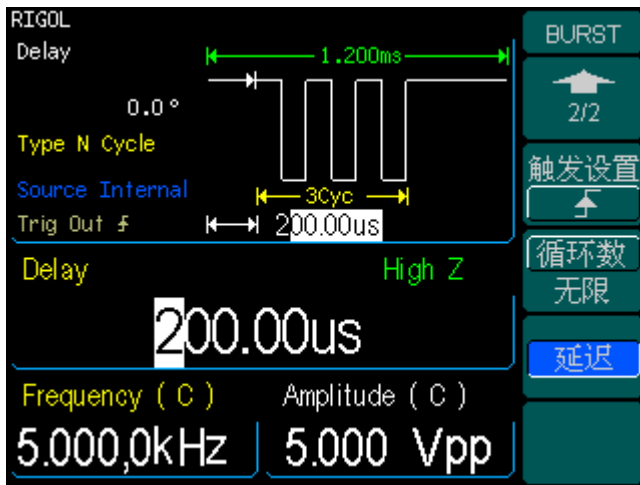 RIGOL
Delay
1.200ms
0.0°
Type N Cycle
Source Internal
3Cyc
Trig Out
200.00us
Delay
High Z
200.00us
Frequency ( C )
Amplitude ( C )
5.000,0kHz
5.000 Vpp
BURST
2/2
触发设置
循环数
无限
延迟